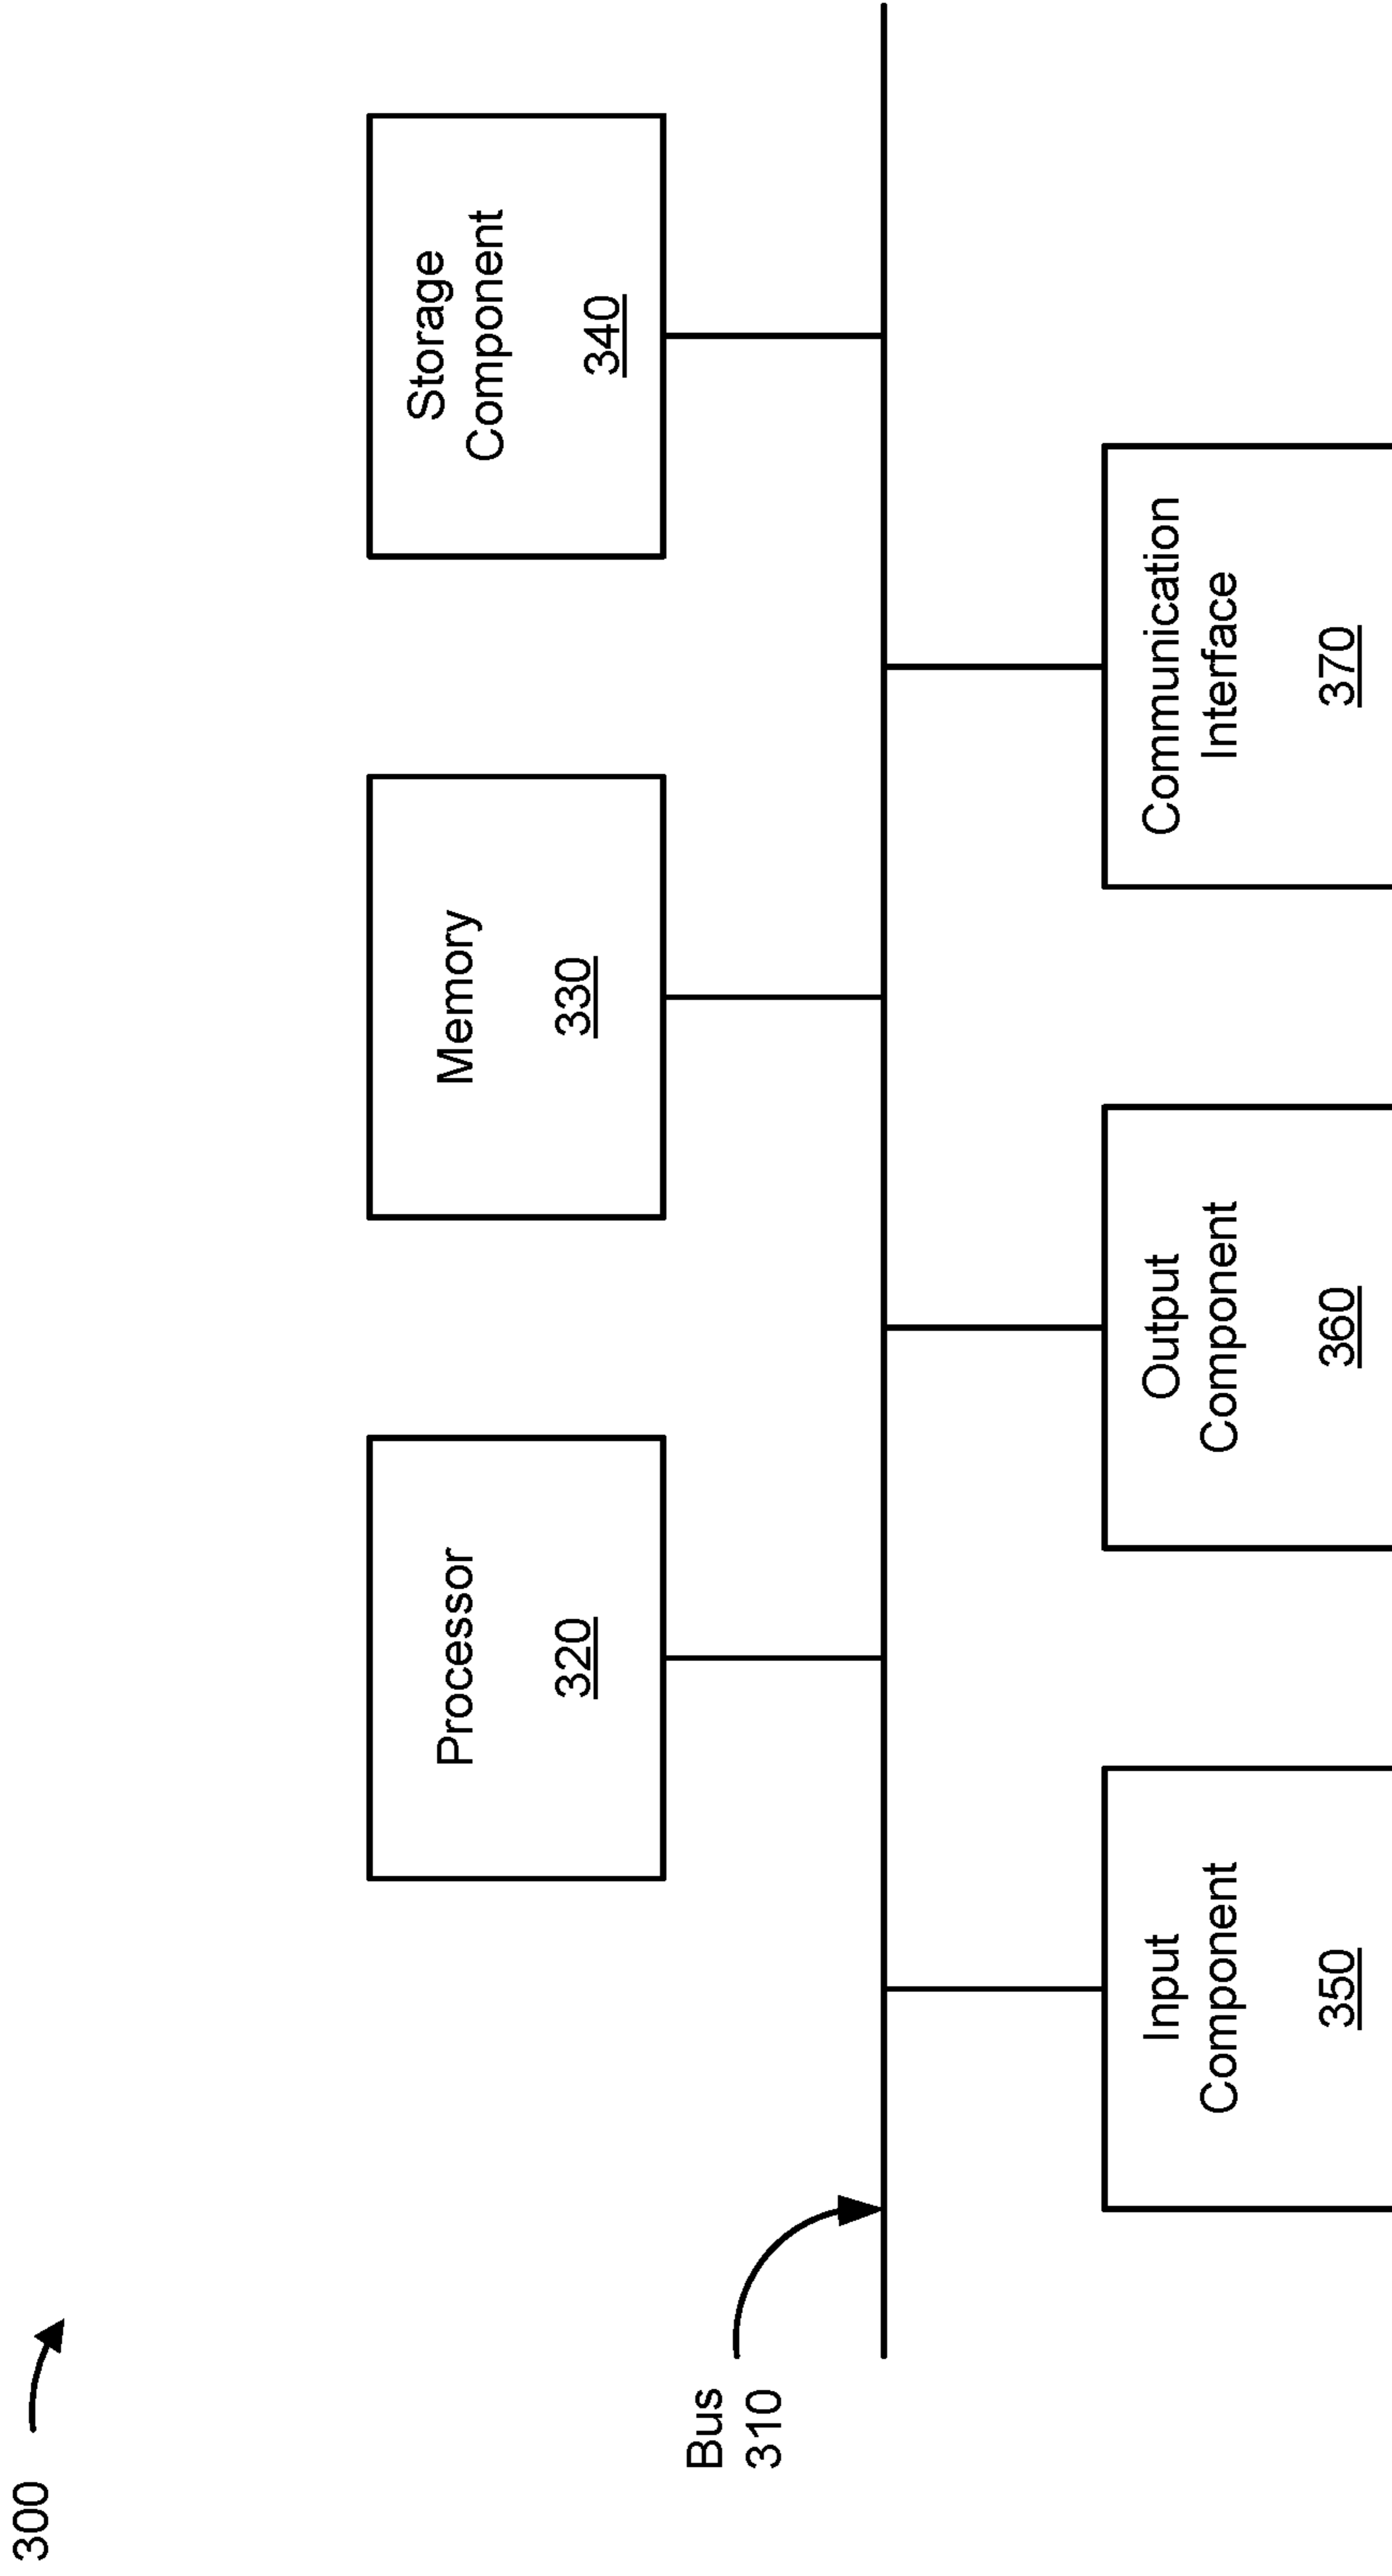 300
Processor
320
Memory
330
Storage
Component
340
Bus
310
Input
Component
350
Output
Component
360
Communication
Interface
370